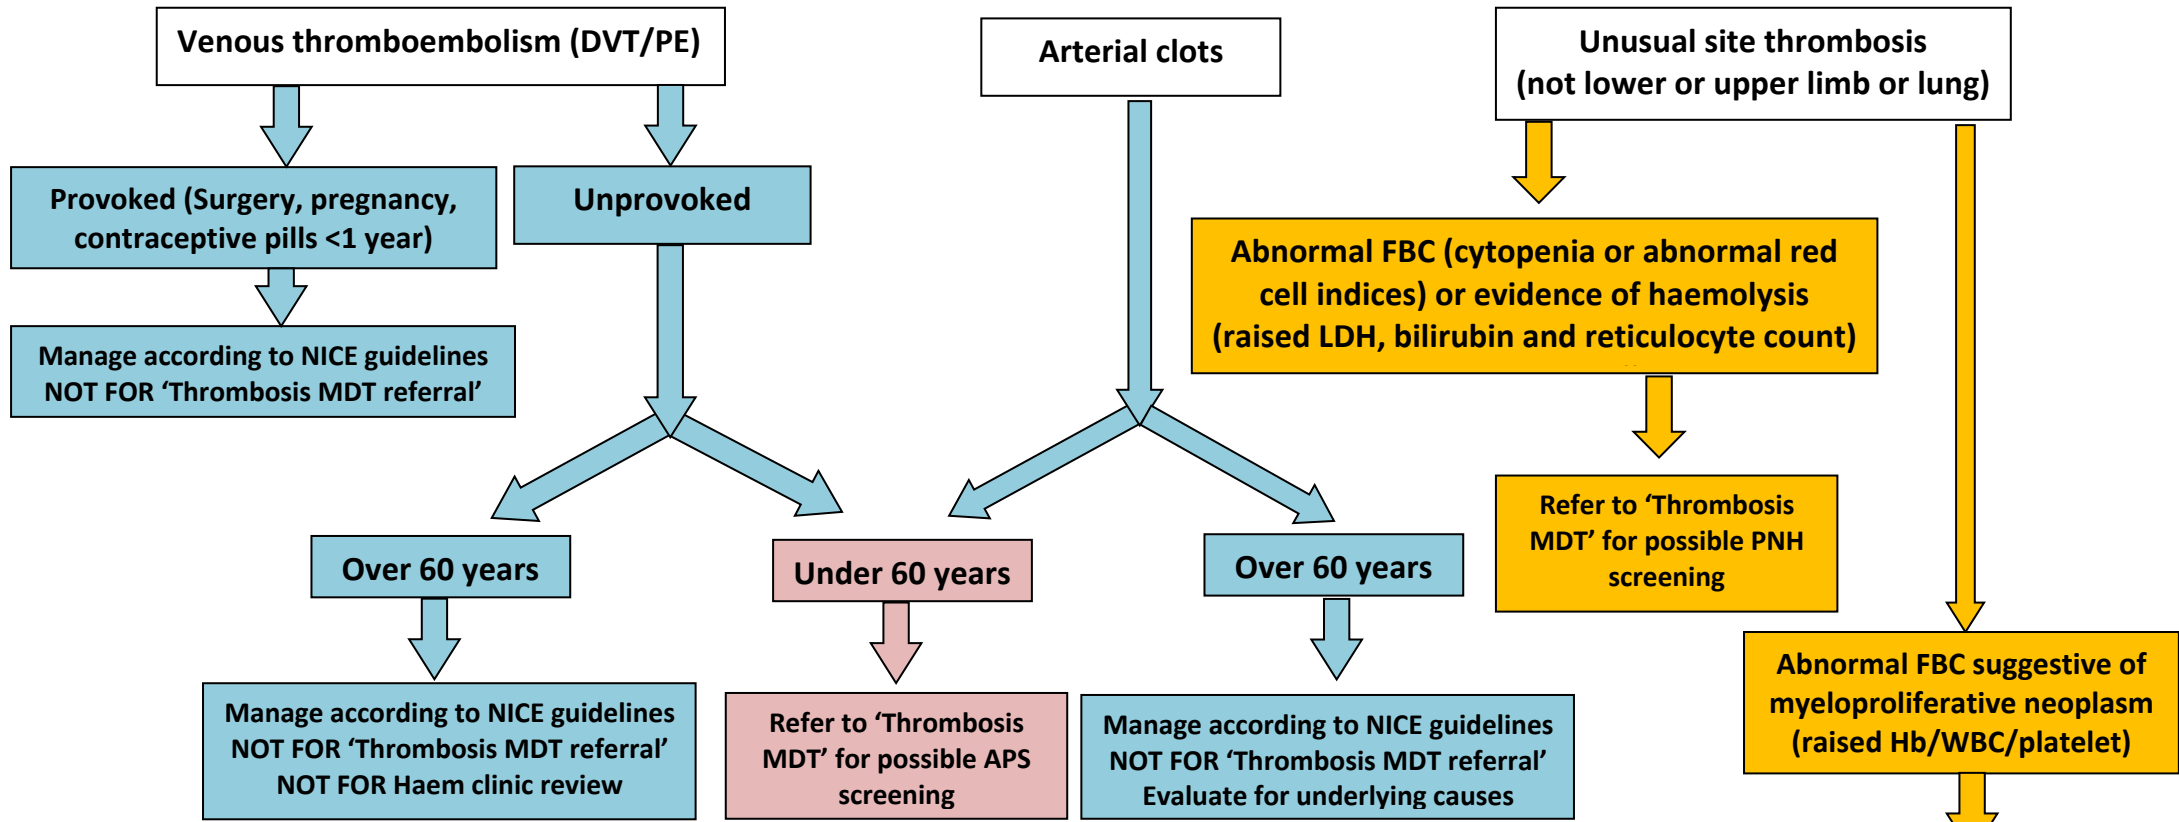 Venous thromboembolism (DVT/PE)
Arterial clots
Unusual site thrombosis
(not lower or upper limb or lung)
Provoked (Surgery, pregnancy,
contraceptive pills <1 year)
Unprovoked
Abnormal FBC (cytopenia or abnormal red
cell indices) or evidence of haemolysis
(raised LDH, bilirubin and reticulocyte count)
Manage according to NICE guidelines
NOT FOR ‘Thrombosis MDT referral’
Refer to ‘Thrombosis
MDT’ for possible PNH
screening
Over 60 years
Under 60 years
Over 60 years
Abnormal FBC suggestive of
myeloproliferative neoplasm
(raised Hb/WBC/platelet)
Manage according to NICE guidelines
NOT FOR ‘Thrombosis MDT referral’
NOT FOR Haem clinic review
Refer to ‘Thrombosis
MDT’ for possible APS
screening
Manage according to NICE guidelines
NOT FOR ‘Thrombosis MDT referral’
Evaluate for underlying causes